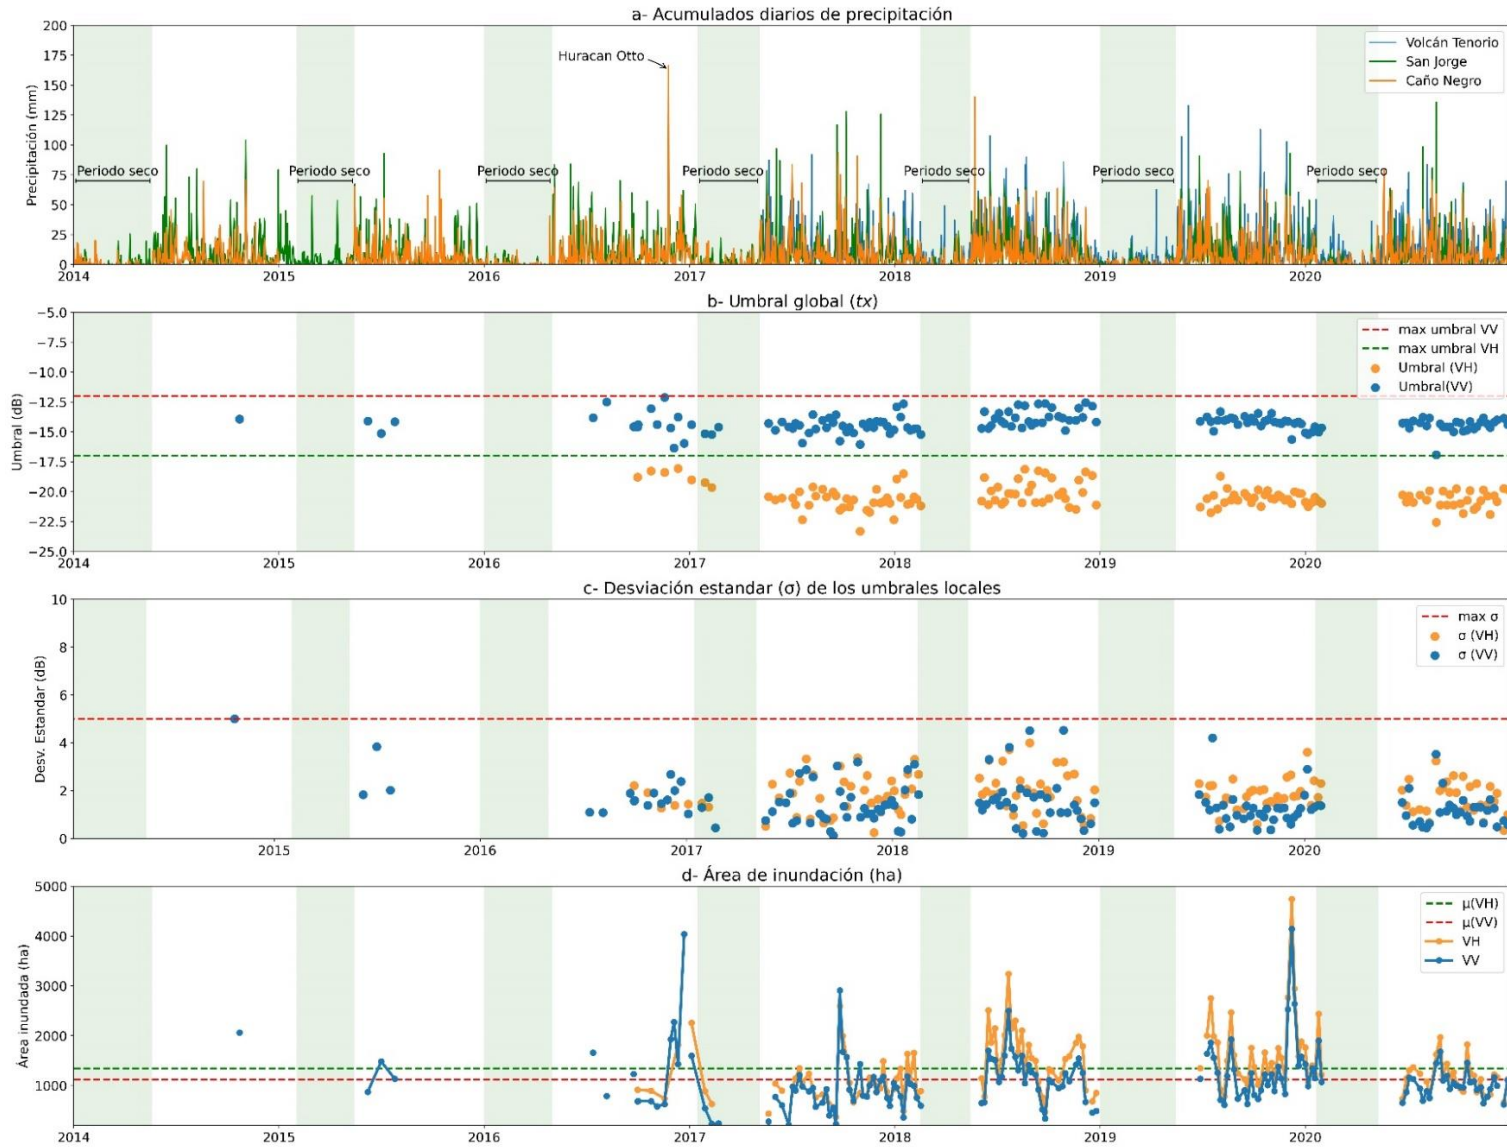 a- Acumulados diarios de precipitación
200
175
150
125
100
75
50
25
0
Precipitación (mm)
Huracan Otto
Volcán Tenorio
San Jorge
Caño Negro
Periodo seco
Periodo seco
Periodo seco
Periodo seco
Periodo seco
Periodo seco
Periodo seco
2014 2015 2016 2017 2018 2019 2020
b- Umbral global (tx)
−5.0
−7.5
−10.0
−12.5
−15.0
−17.5
−20.0
−22.5
−25.0
Umbral (dB)
max umbral VV
max umbral VH
Umbral (VH)
Umbral(VV)
2014 2015 2016 2017 2018 2019 2020
c- Desviación estandar (σ) de los umbrales locales
10
8
6
4
2
0
Desv. Estandar (dB)
max σ
σ (VH)
σ (VV)
2015 2016 2017 2018 2019 2020
d- Área de inundación (ha)
5000
4000
3000
2000
1000
Área inundada (ha)
μ(VH)
μ(VV)
VH
VV
2014 2015 2016 2017 2018 2019 2020